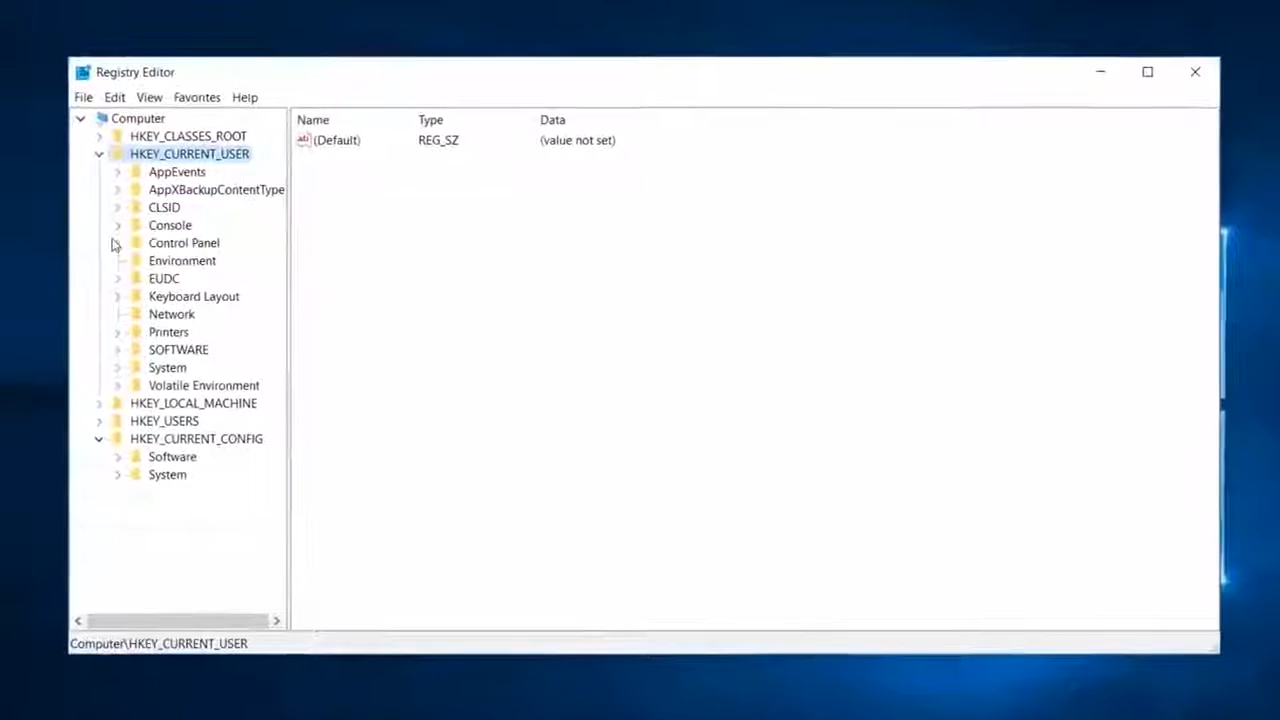 Registry Editor
File Edit View Favorites Help
Computer
HKEY_CLASSES_ROOT
HKEY_CURRENT_USER
AppEvents
AppXBackupContentType
CLSID
Console
Control Panel
Environment
EUDC
Keyboard Layout
Network
Printers
SOFTWARE
System
Volatile Environment
HKEY_LOCAL_MACHINE
HKEY_USERS
HKEY_CURRENT_CONFIG
Software
System
Name Type Data
ab (Default) REG_SZ (value not set)
Computer\HKEY_CURRENT_USER